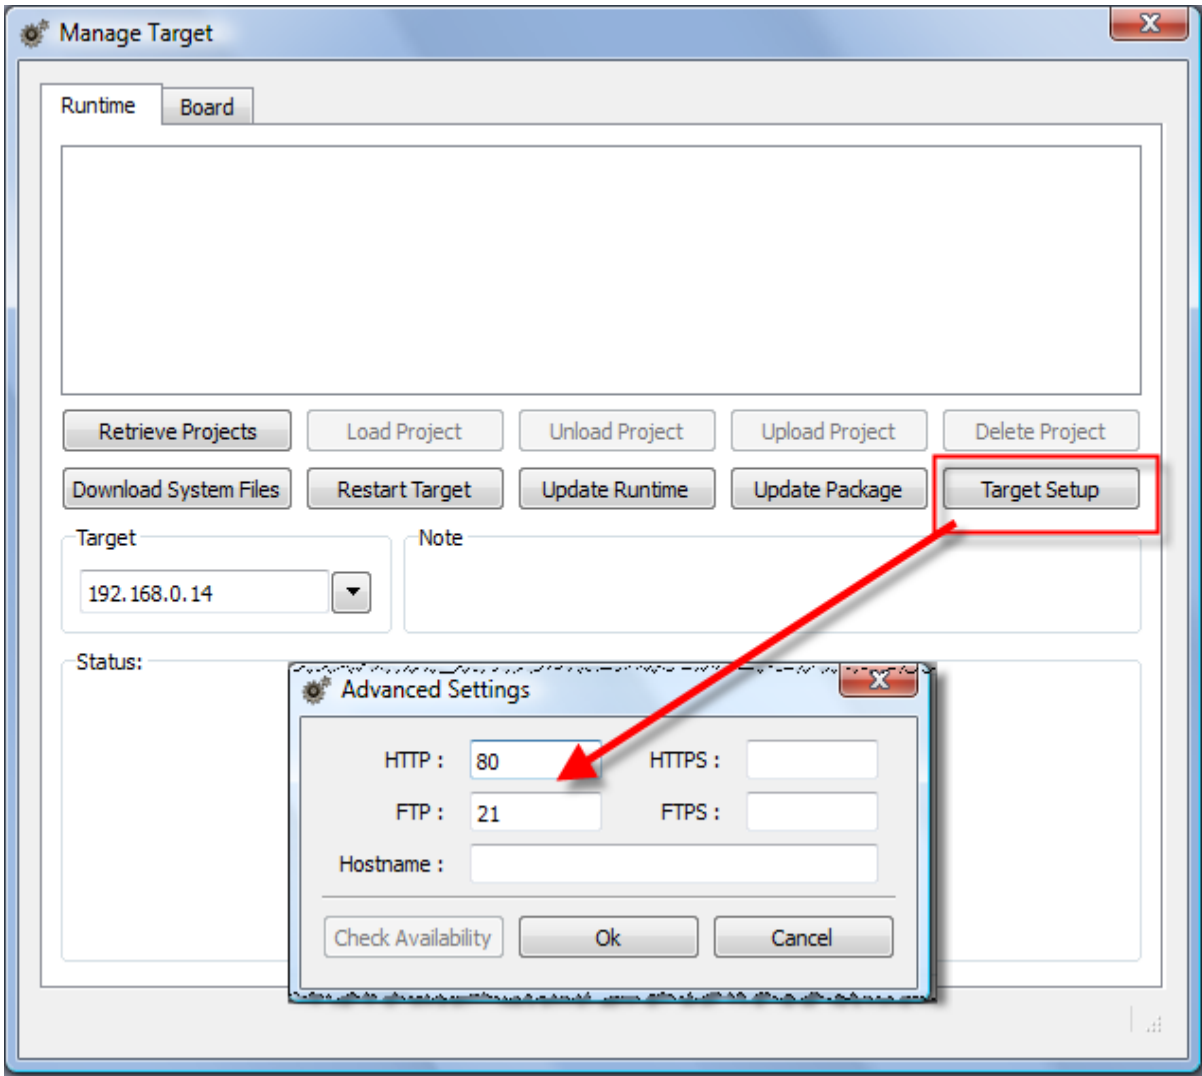 Manage Target
Runtime Board
Retrieve Projects Load Project Unload Project Upload Project Delete Project
Download System Files Restart Target Update Runtime Update Package Target Setup
Target Note
192.168.0.14
Status:
Advanced Settings
HTTP : 80 HTTPS :
FTP : 21 FTPS :
Hostname :
Check Availability Ok Cancel